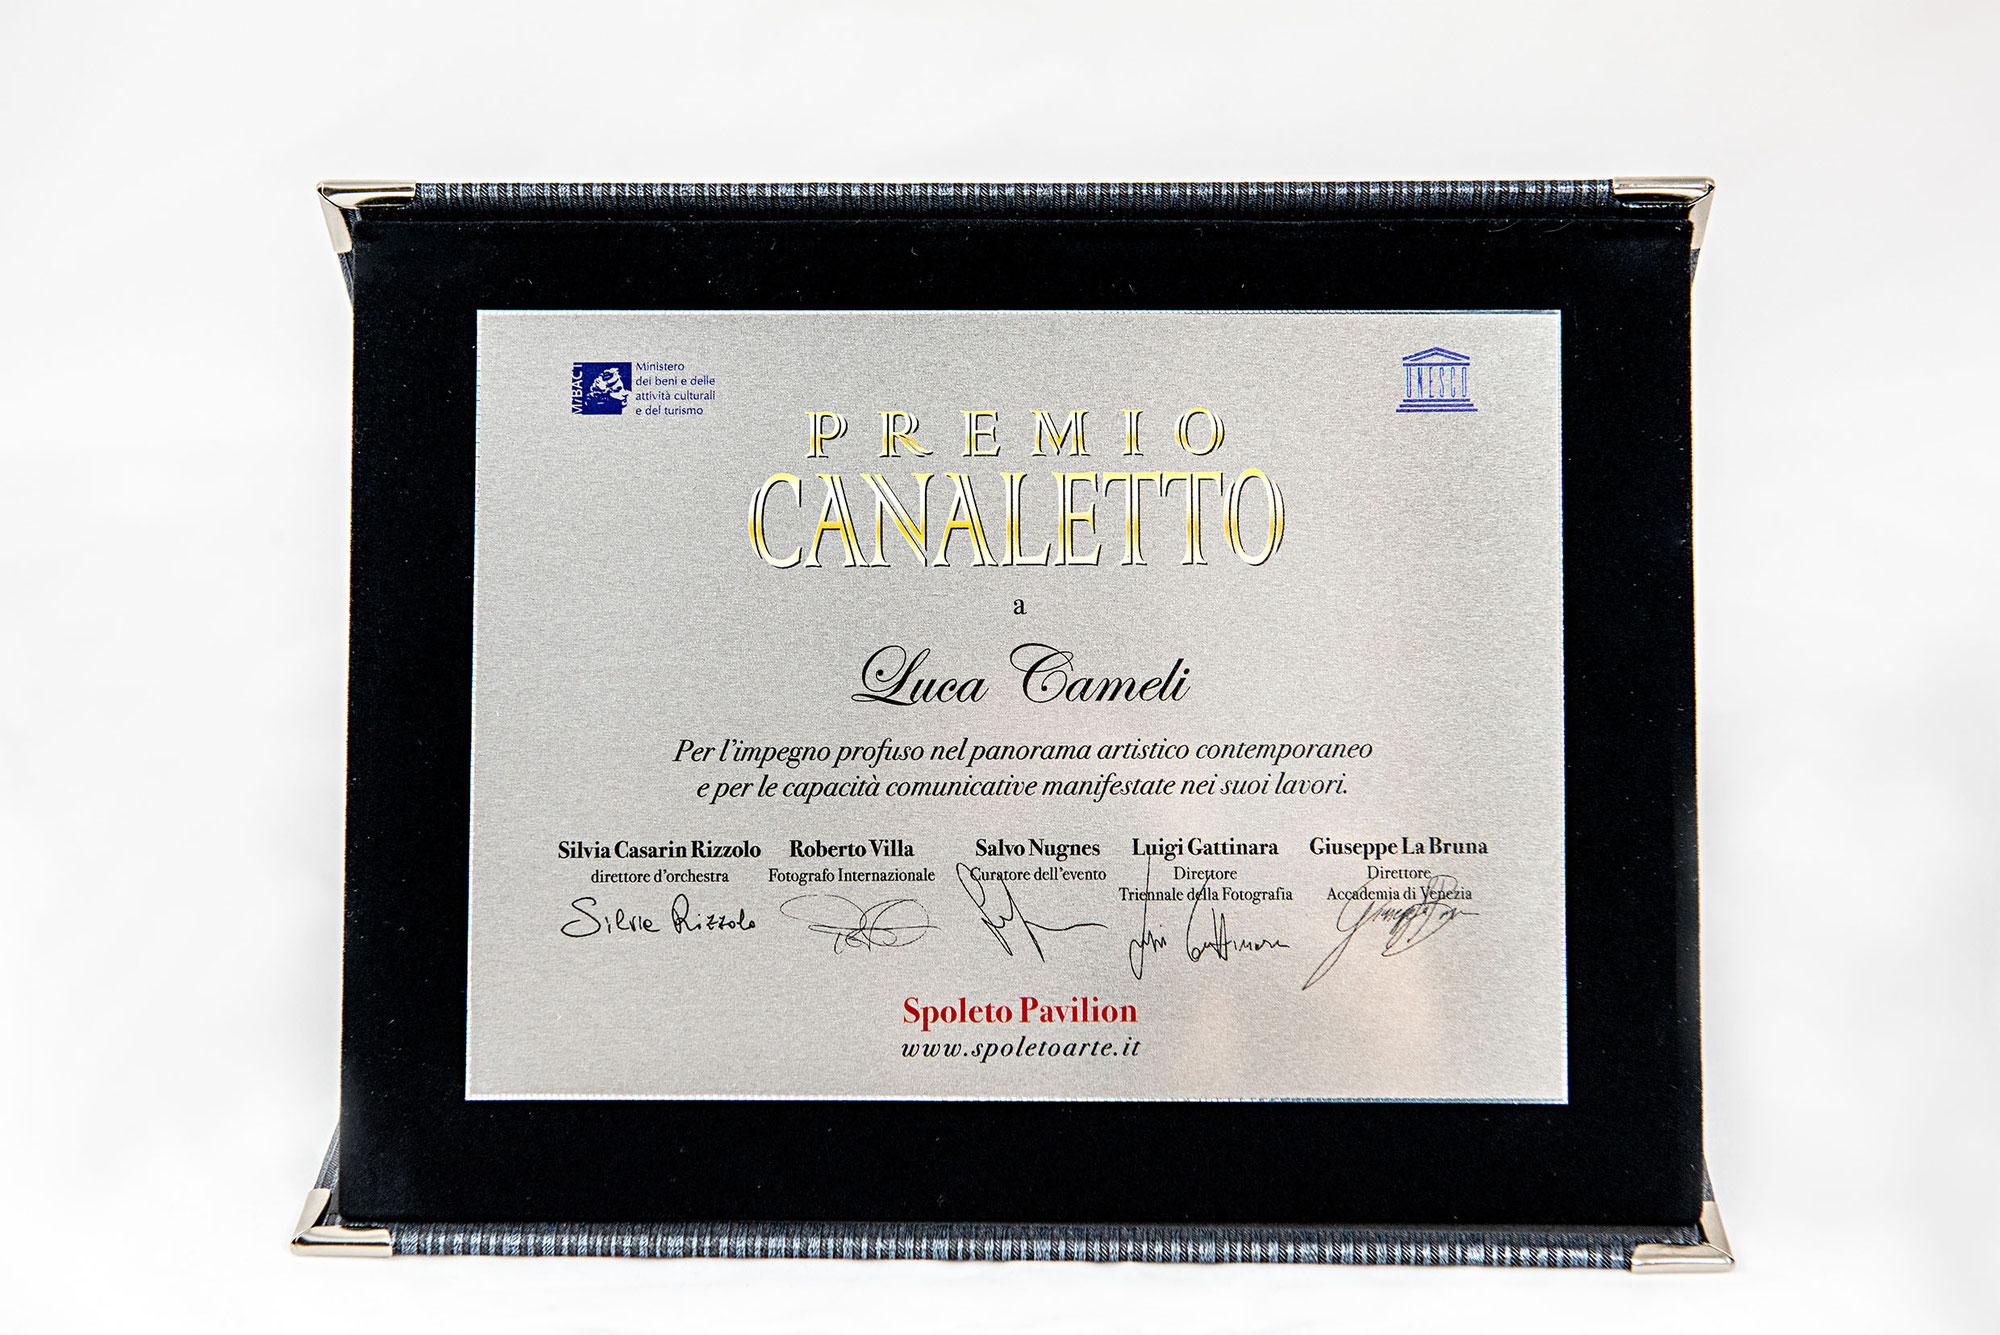 MiBACT
Ministero
dei beni e delle
attività culturali
e del turismo
UNESCO
PREMIO
CANALETTO
a
Luca Cameli
Per l'impegno profuso nel panorama artistico contemporaneo
e per le capacità comunicative manifestate nei suoi lavori.
Silvia Casarin Rizzolo
direttore d'orchestra
Silvia Rizzolo
Roberto Villa
Fotografo Internazionale
Salvo Nugnes
Curatore dell'evento
Luigi Gattinara
Direttore
Triennale della Fotografia
Luigi Gattinara
Giuseppe La Bruna
Direttore
Accademia di Venezia
Spoleto Pavilion
www.spoletoarte.it